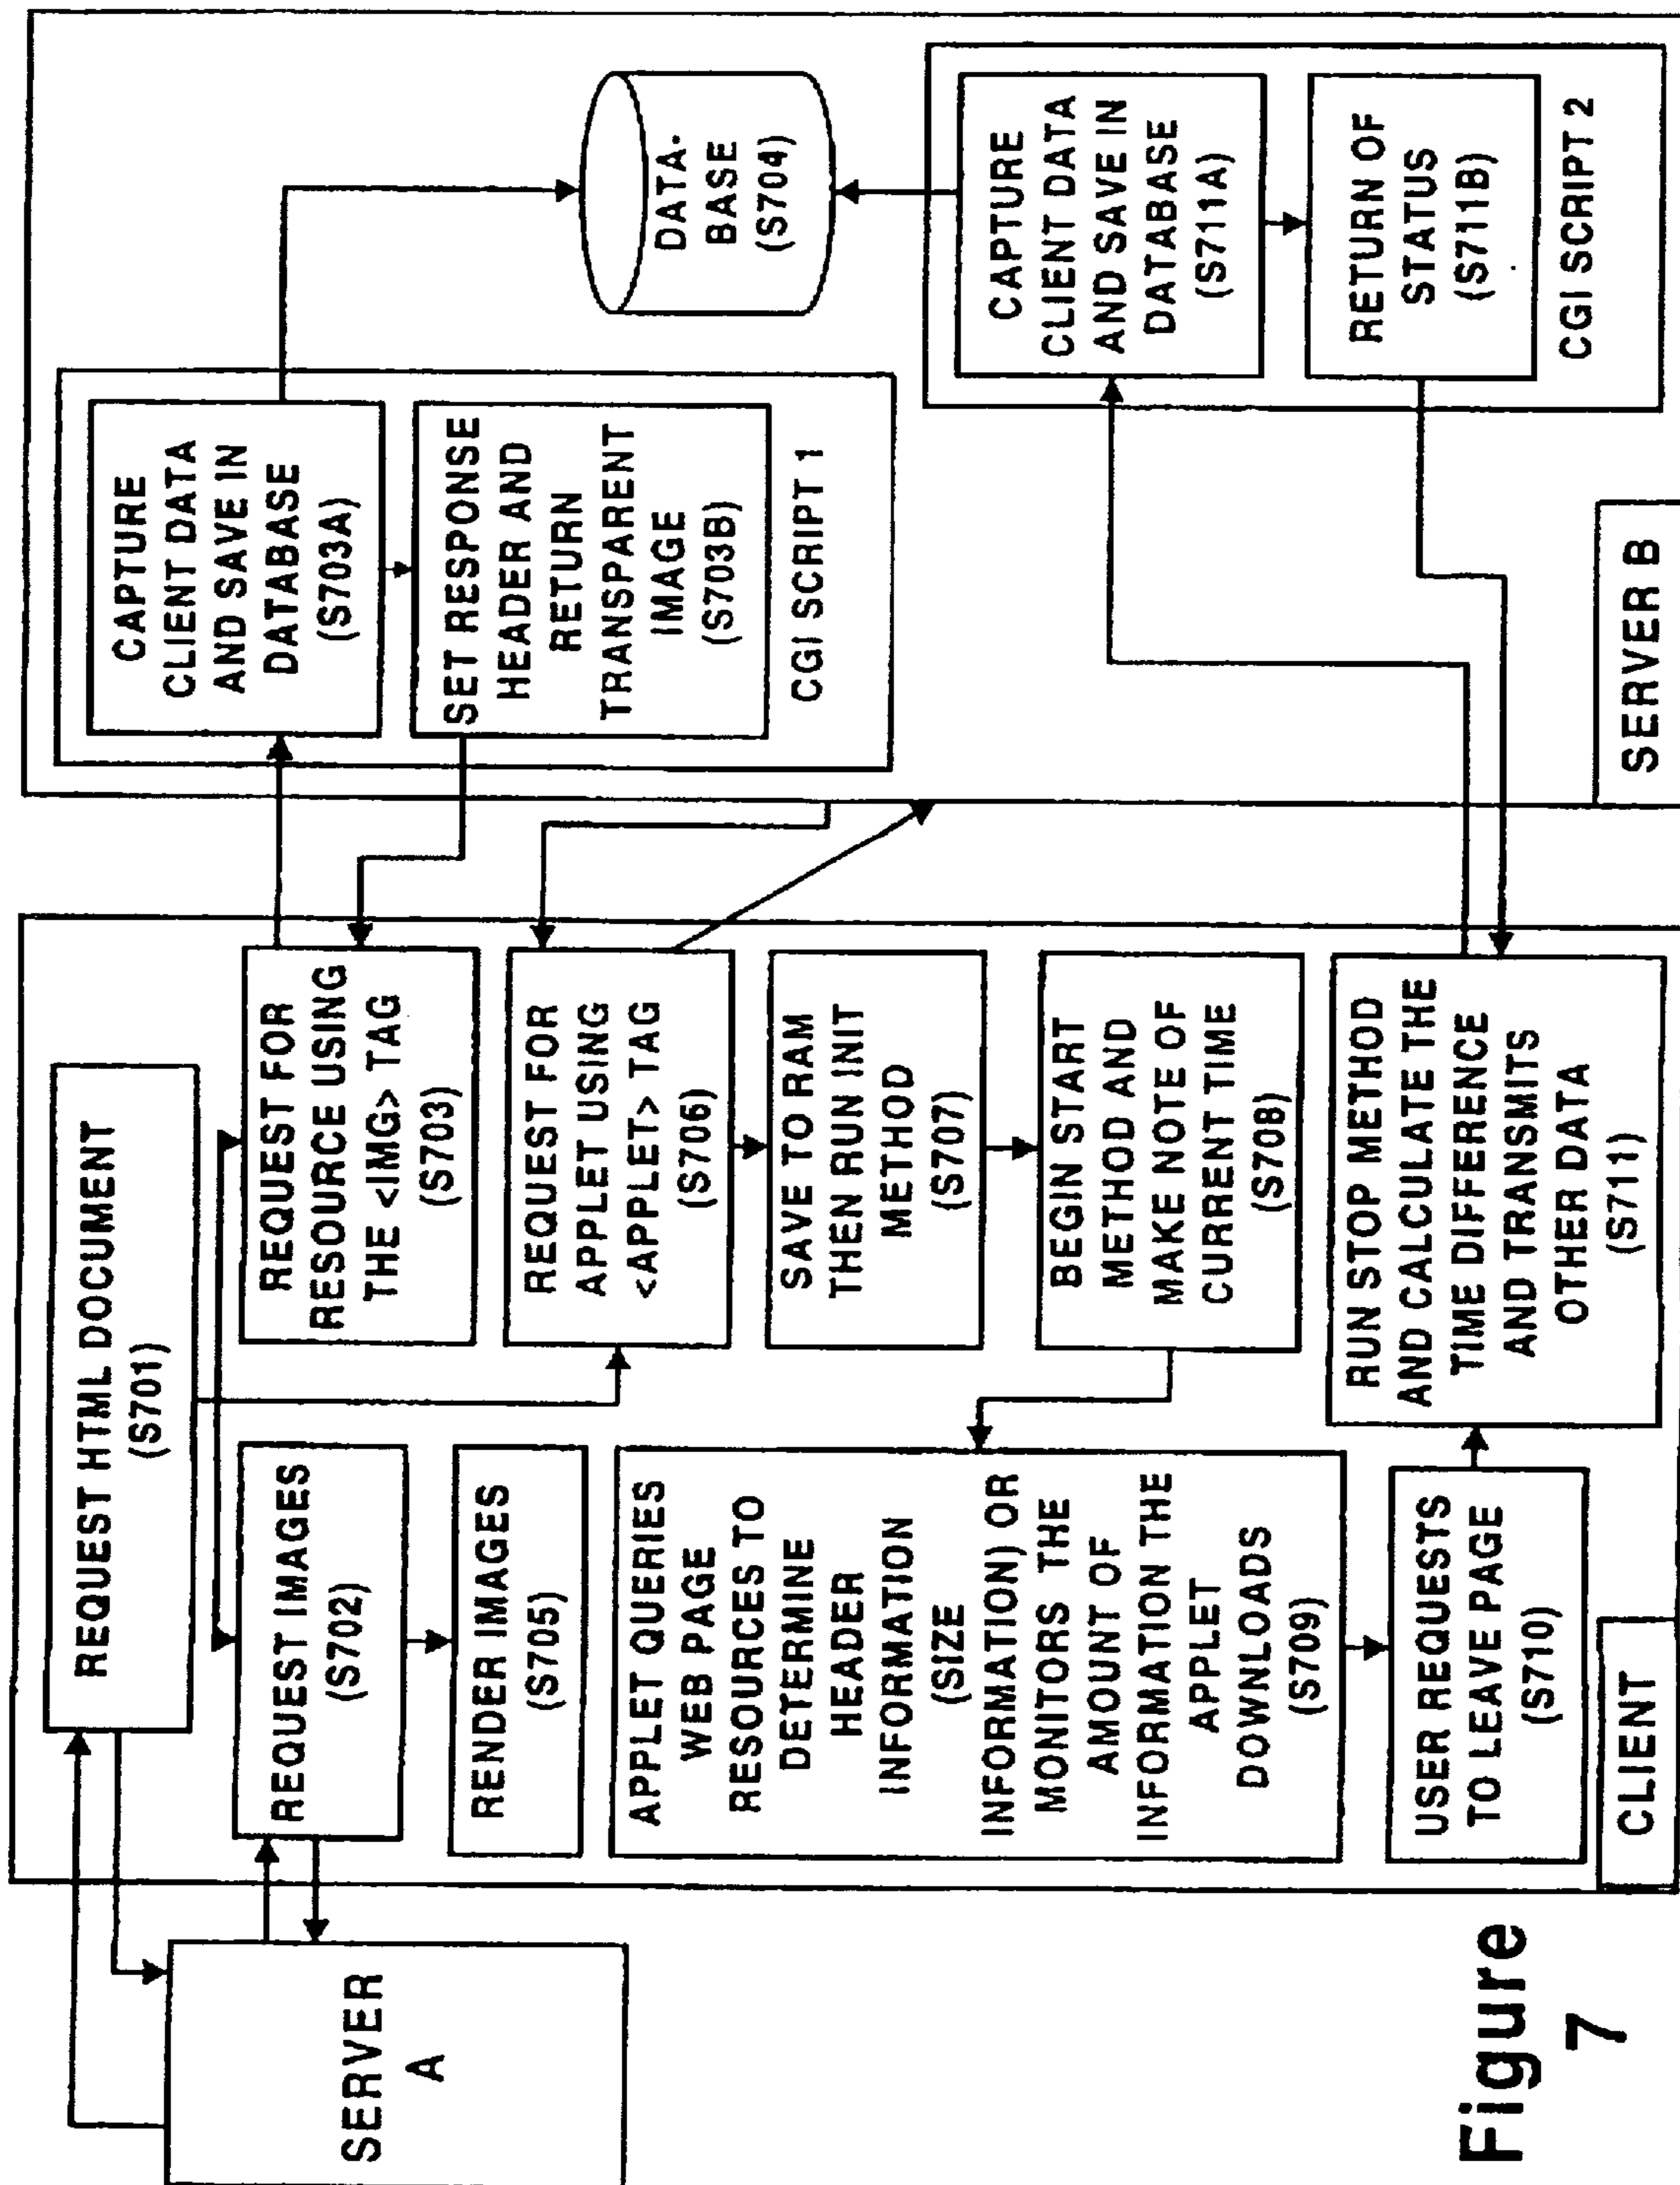 SERVER
A
REQUEST HTML DOCUMENT
(S701)
REQUEST IMAGES
(S702)
RENDER IMAGES
(S705)
REQUEST FOR
RESOURCE USING
THE <IMG> TAG
(S703)
REQUEST FOR
APPLET USING
<APPLET> TAG
(S706)
SAVE TO RAM
THEN RUN INIT
METHOD
(S707)
BEGIN START
METHOD AND
MAKE NOTE OF
CURRENT TIME
(S708)
APPLET QUERIES
WEB PAGE
RESOURCES TO
DETERMINE
HEADER
INFORMATION
(SIZE
INFORMATION) OR
MONITORS THE
AMOUNT OF
INFORMATION THE
APPLET
DOWNLOADS
(S709)
USER REQUESTS
TO LEAVE PAGE
(S710)
RUN STOP METHOD
AND CALCULATE THE
TIME DIFFERENCE
AND TRANSMITS
OTHER DATA
(S711)
CLIENT
CAPTURE
CLIENT DATA
AND SAVE IN
DATABASE
(S703A)
SET RESPONSE
HEADER AND
RETURN
TRANSPARENT
IMAGE
(S703B)
CGI SCRIPT 1
DATA-
BASE
(S704)
CAPTURE
CLIENT DATA
AND SAVE IN
DATABASE
(S711A)
RETURN OF
STATUS
(S711B)
CGI SCRIPT 2
SERVER B
Figure
7